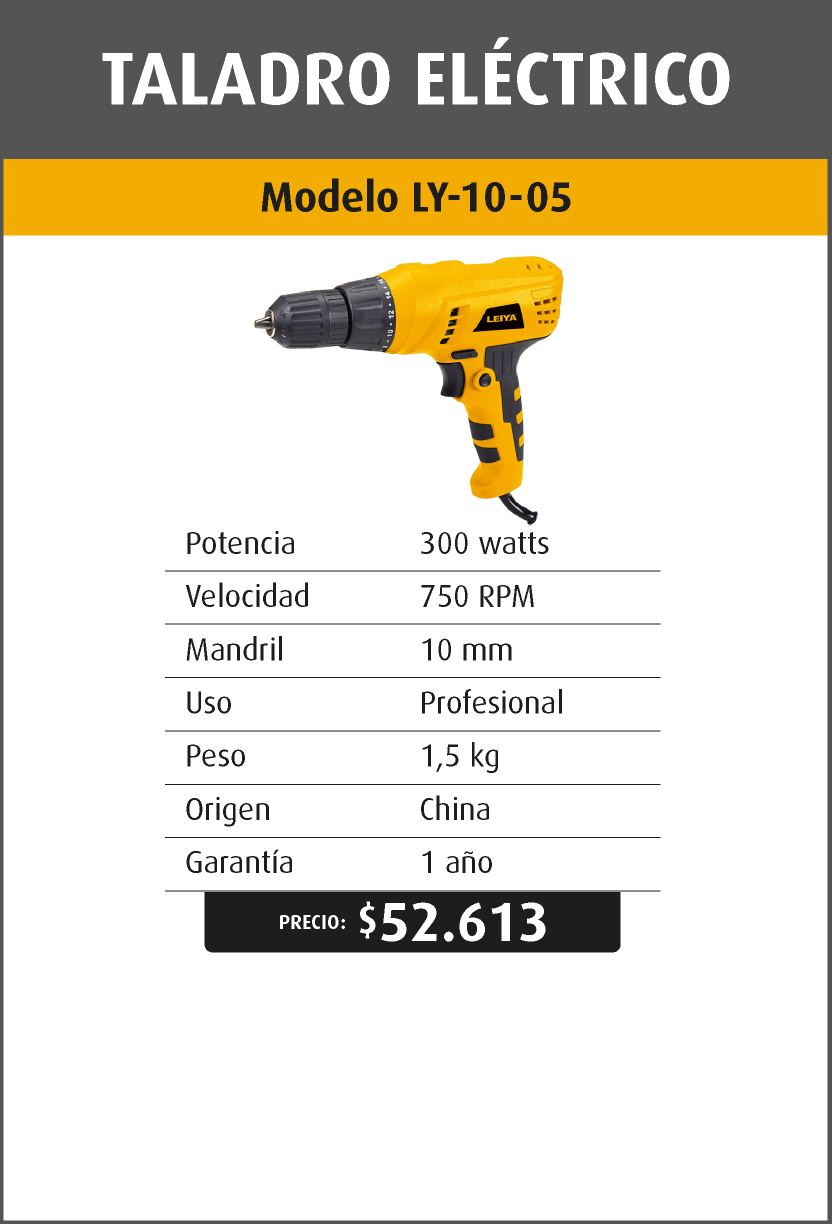 TALADRO ELÉCTRICO
Modelo LY-10-05
LEIYA
Potencia 300 watts
Velocidad 750 RPM
Mandril 10 mm
Uso Profesional
Peso 1,5 kg
Origen China
Garantía 1 año
PRECIO: $52.613